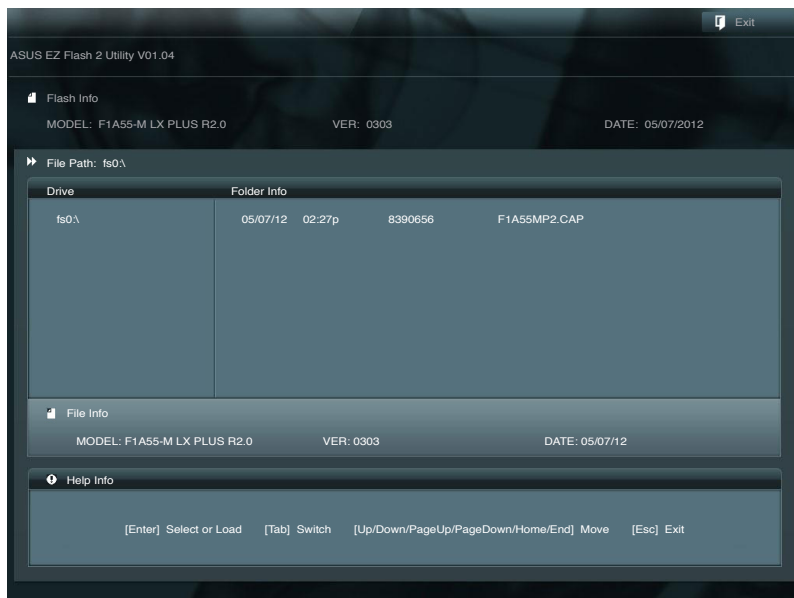 Exit
ASUS EZ Flash 2 Utility V01.04
Flash Info
MODEL: F1A55-M LX PLUS R2.0 VER: 0303 DATE: 05/07/2012
File Path: fs0:\
Drive Folder Info
fs0:\ 05/07/12 02:27p 8390656 F1A55MP2.CAP
File Info
MODEL: F1A55-M LX PLUS R2.0 VER: 0303 DATE: 05/07/12
Help Info
[Enter] Select or Load [Tab] Switch [Up/Down/PageUp/PageDown/Home/End] Move [Esc] Exit